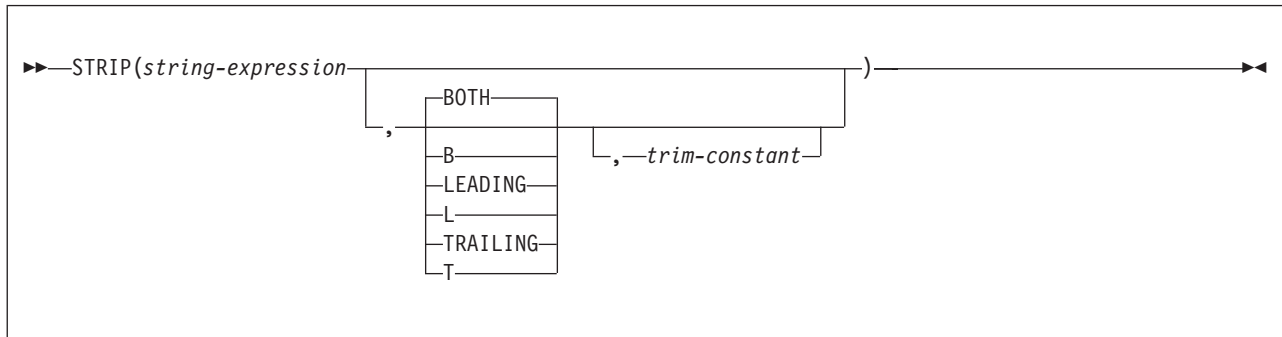 STRIP(string-expression )
BOTH
,
B , trim-constant
LEADING
L
TRAILING
T